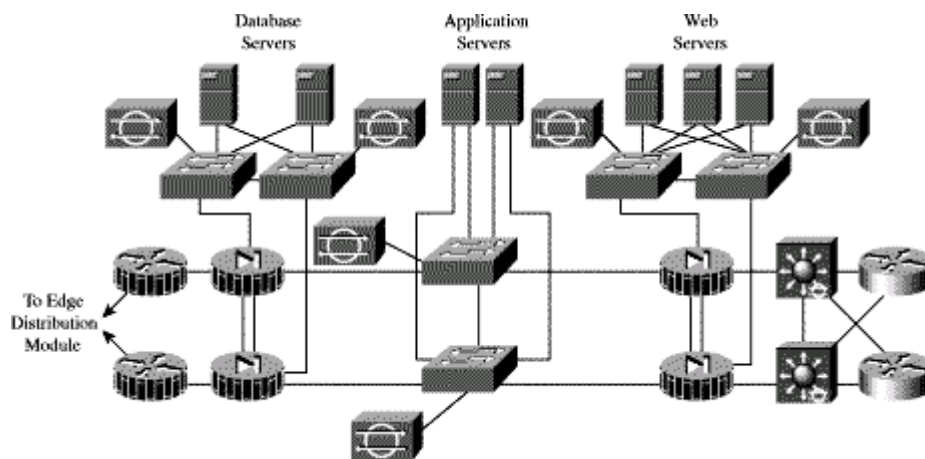 Database
Servers
Application
Servers
Web
Servers
To Edge
Distribution
Module